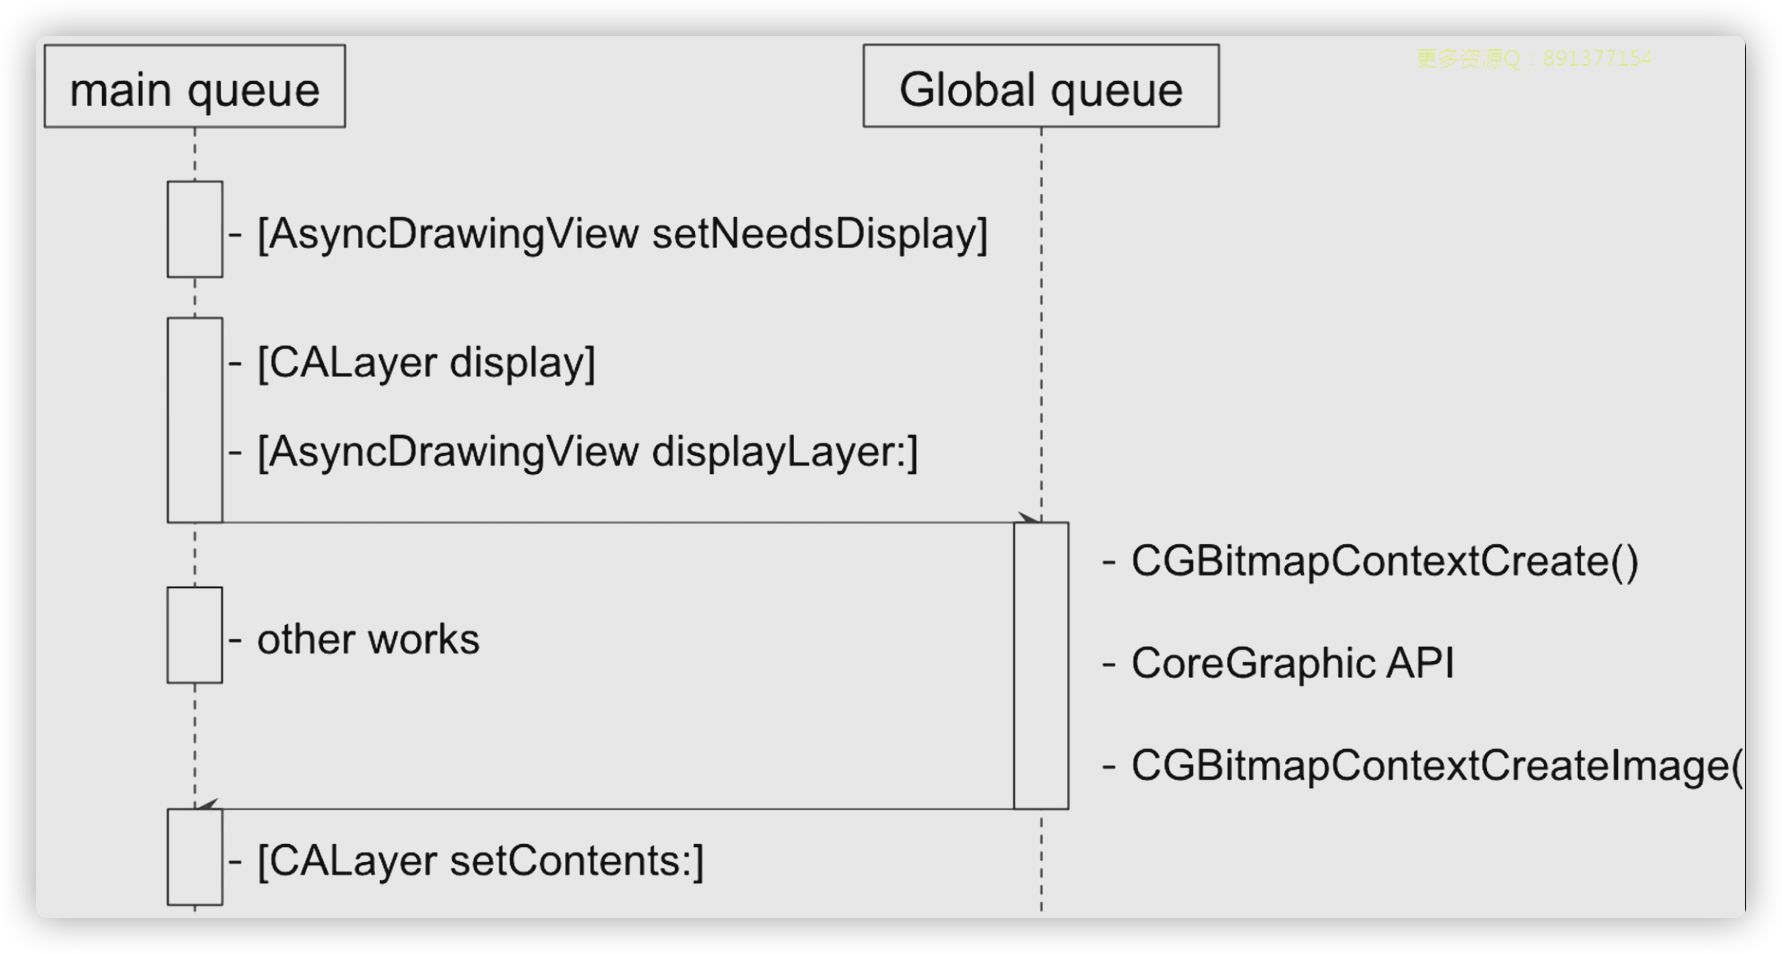 main queue
Global queue
更多资源Q：891377154
- [AsyncDrawingView setNeedsDisplay]
- [CALayer display]
- [AsyncDrawingView displayLayer:]
- CGBitmapContextCreate()
- other works
- CoreGraphic API
- CGBitmapContextCreateImage(
- [CALayer setContents:]